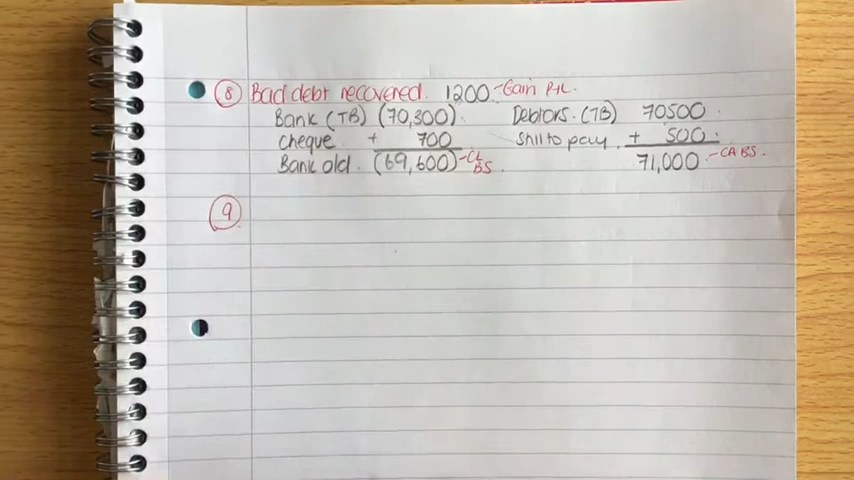 8 Bad debt recovered. 1200 - Gain P+L.
Bank (TB) (70,300). Debtors. (TB) 70500.
cheque + 700 Still to pay. + 500.
Bank old. (69,600) - CL BS. 71,000. - CA BS.
9